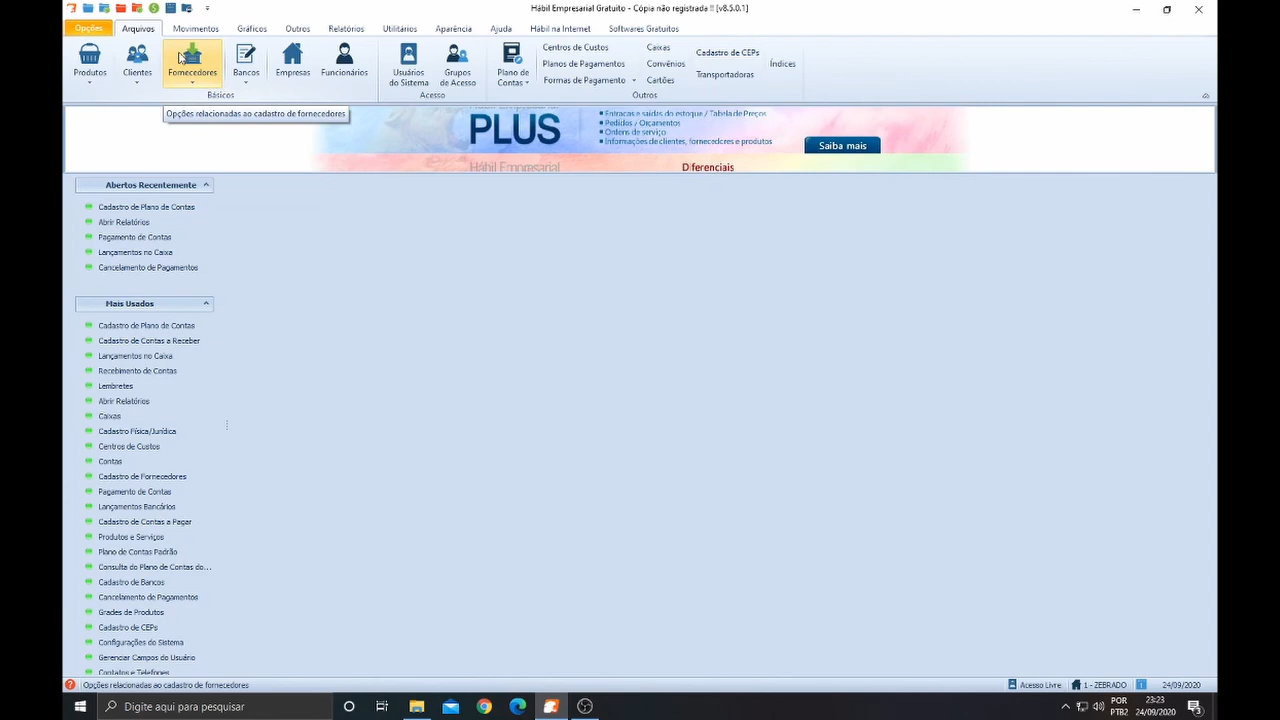 Hábil Empresarial Gratuito - Cópia não registrada !! [v8.5.0.1]
Opções Arquivos Movimentos Gráficos Outros Relatórios Utilitários Aparência Ajuda Hábil na Internet Softwares Gratuitos
Produtos
Clientes
Fornecedores
Bancos
Empresas
Funcionários
Básicos
Usuários do Sistema
Grupos de Acesso
Acesso
Plano de Contas
Centros de Custos
Planos de Pagamentos
Formas de Pagamento
Caixas
Convênios
Cartões
Cadastro de CEPs
Transportadoras
Índices
Outros
Opções relacionadas ao cadastro de fornecedores
PLUS
Hábil Empresarial
Entradas e saídas do estoque / Tabela de Preços
Pedidos / Orçamentos
Ordens de serviço
Informações de clientes, fornecedores e produtos
Diferenciais
Saiba mais
Abertos Recentemente
Cadastro de Plano de Contas
Abrir Relatórios
Pagamento de Contas
Lançamentos no Caixa
Cancelamento de Pagamentos
Mais Usados
Cadastro de Plano de Contas
Cadastro de Contas a Receber
Lançamentos no Caixa
Recebimento de Contas
Lembretes
Abrir Relatórios
Caixas
Cadastro Física/Jurídica
Centros de Custos
Contas
Cadastro de Fornecedores
Pagamento de Contas
Lançamentos Bancários
Cadastro de Contas a Pagar
Produtos e Serviços
Plano de Contas Padrão
Consulta do Plano de Contas do...
Cadastro de Bancos
Cancelamento de Pagamentos
Grades de Produtos
Cadastro de CEPs
Configurações do Sistema
Gerenciar Campos do Usuário
Contatos e Telefones
Opções relacionadas ao cadastro de fornecedores
Acesso Livre
1 - ZEBRADO
24/09/2020
Digite aqui para pesquisar
POR
PTB2
23:23
24/09/2020
3